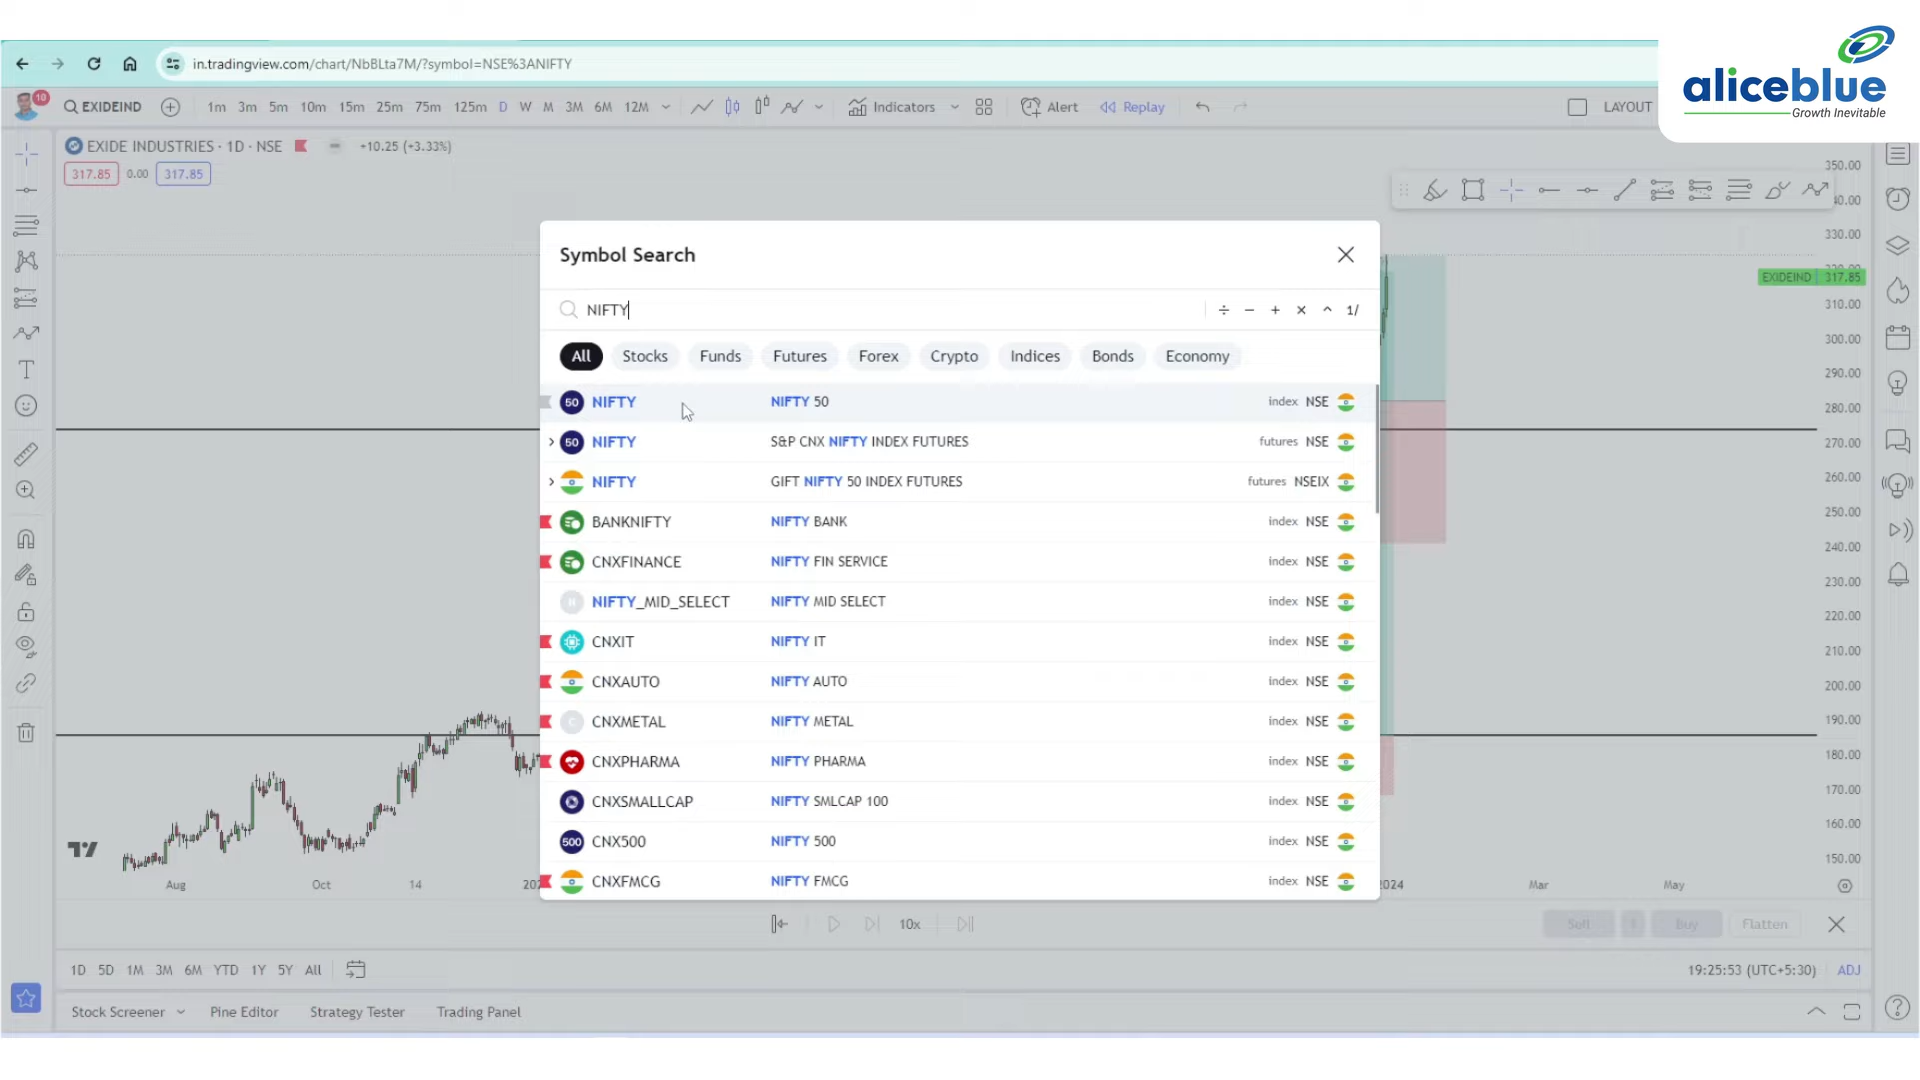 aliceblue
Growth Inevitable
in.tradingview.com/chart/NbBLta7M/?symbol=NSE%3ANIFTY
10
EXIDEIND 1m 3m 5m 10m 15m 25m 75m 125m D W M 3M 6M 12M Indicators Alert Replay LAYOUT
EXIDE INDUSTRIES · 1D · NSE +10.25 (+3.33%)
317.85 0.00 317.85
350.00
340.00
330.00
EXIDEIND 317.85
310.00
300.00
290.00
280.00
270.00
260.00
250.00
240.00
230.00
220.00
210.00
200.00
190.00
180.00
170.00
160.00
150.00
Symbol Search
NIFTY ÷ − + × ^ 1/
All Stocks Funds Futures Forex Crypto Indices Bonds Economy
50 NIFTY NIFTY 50 index NSE
50 NIFTY S&P CNX NIFTY INDEX FUTURES futures NSE
NIFTY GIFT NIFTY 50 INDEX FUTURES futures NSEIX
BANKNIFTY NIFTY BANK index NSE
CNXFINANCE NIFTY FIN SERVICE index NSE
N NIFTY_MID_SELECT NIFTY MID SELECT index NSE
CNXIT NIFTY IT index NSE
CNXAUTO NIFTY AUTO index NSE
C CNXMETAL NIFTY METAL index NSE
CNXPHARMA NIFTY PHARMA index NSE
CNXSMALLCAP NIFTY SMLCAP 100 index NSE
500 CNX500 NIFTY 500 index NSE
CNXFMCG NIFTY FMCG index NSE
Aug Oct 14 202 2024 Mar May
10x Sell 1 Buy Flatten
1D 5D 1M 3M 6M YTD 1Y 5Y All 19:25:53 (UTC+5:30) ADJ
Stock Screener Pine Editor Strategy Tester Trading Panel